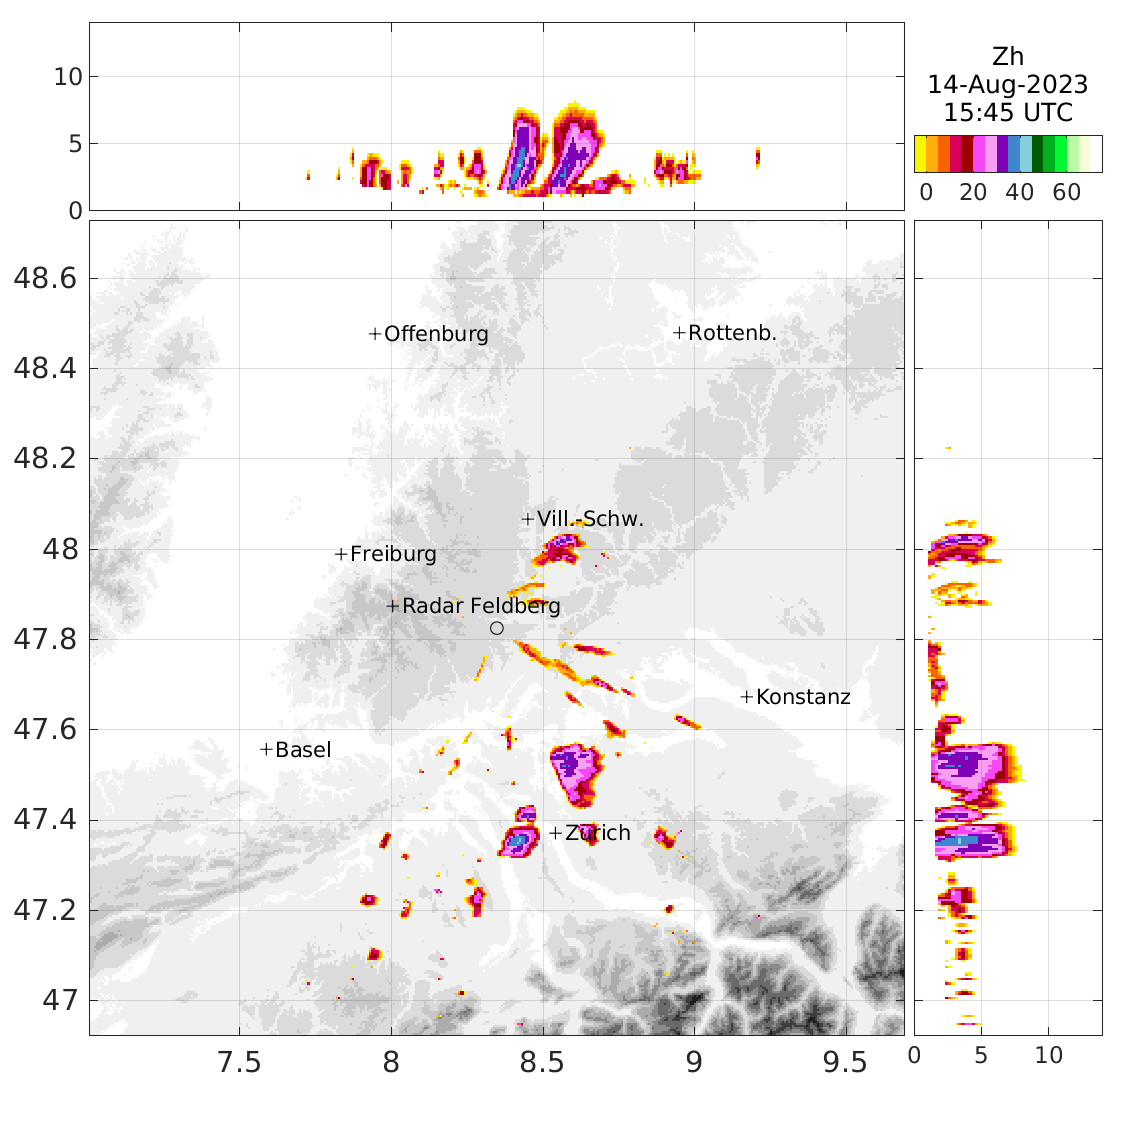 10
5
0
Zh
14-Aug-2023
15:45 UTC
0 20 40 60
48.6
48.4
48.2
48
47.8
47.6
47.4
47.2
47
+Offenburg
+Rottenb.
+Vill.-Schw.
+Freiburg
+Radar Feldberg
+Konstanz
+Basel
+Zürich
7.5 8 8.5 9 9.5
0 5 10